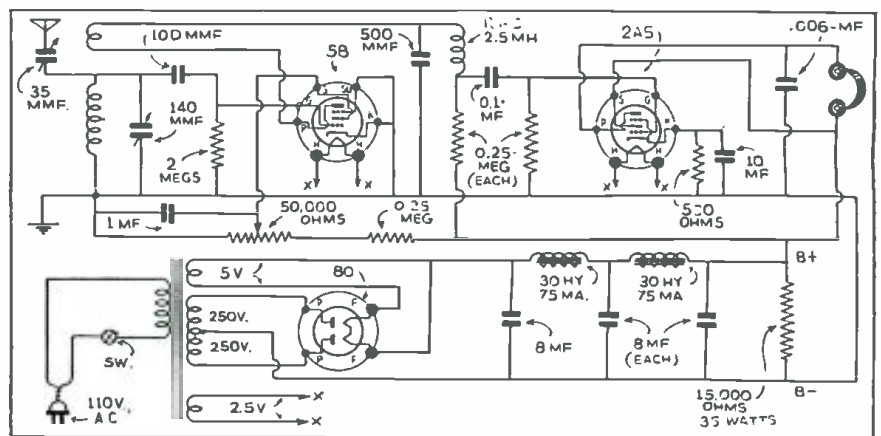 100 MMF
500
MMF
R F C
2.5 MH
.006-MF
58
2A5
35
MMF.
140
MMF
2
MEGS
0.1-
MF
0.25-
MEG
(EACH)
10
MF
500
OHMS
G
SU
P
K
H
H
S
G
P
K
H
H
X
X
X
X
1 MF
50,000
OHMS
0.25
MEG
5V
80
P
F
P
F
250V.
250V.
30 HY
75 MA.
30 HY
75 MA
B+
8 MF
8 MF
(EACH)
SW.
110V.
AC
2.5V
X
X
15,000
OHMS
35 WATTS
B-